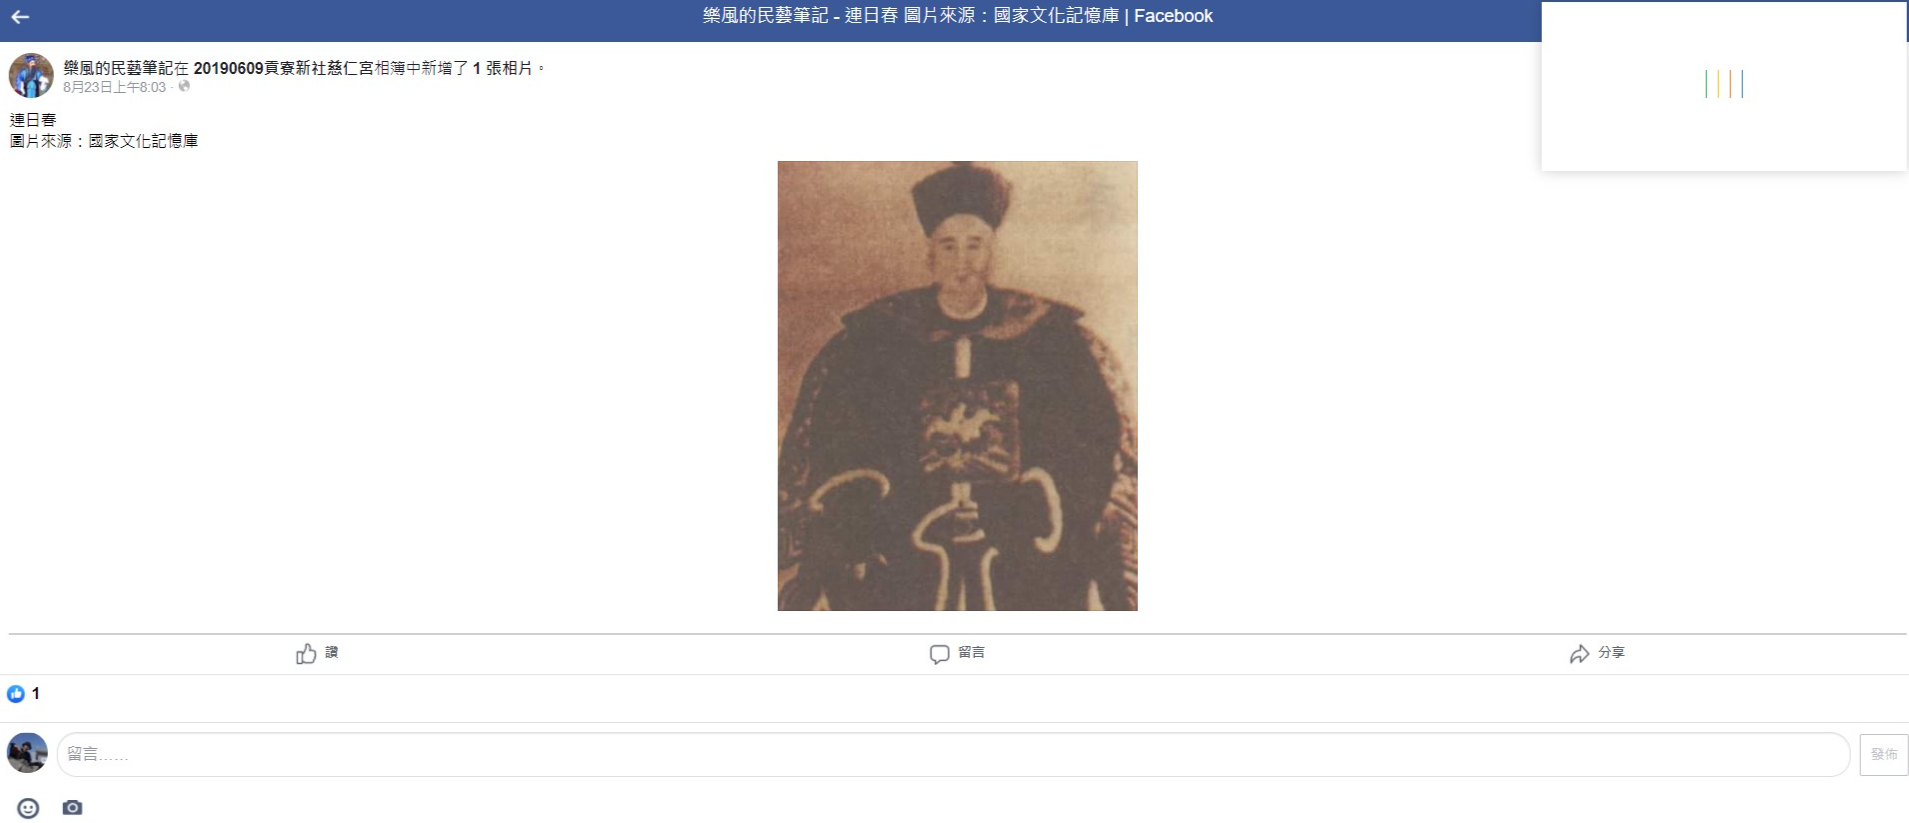 樂風的民藝筆記 - 連日春 圖片來源：國家文化記憶庫 | Facebook
樂風的民藝筆記在 20190609貢寮新社慈仁宮相簿中新增了 1 張相片。
8月23日上午8:03 ·
連日春
圖片來源：國家文化記憶庫
讚
留言
分享
1
留言……
發佈